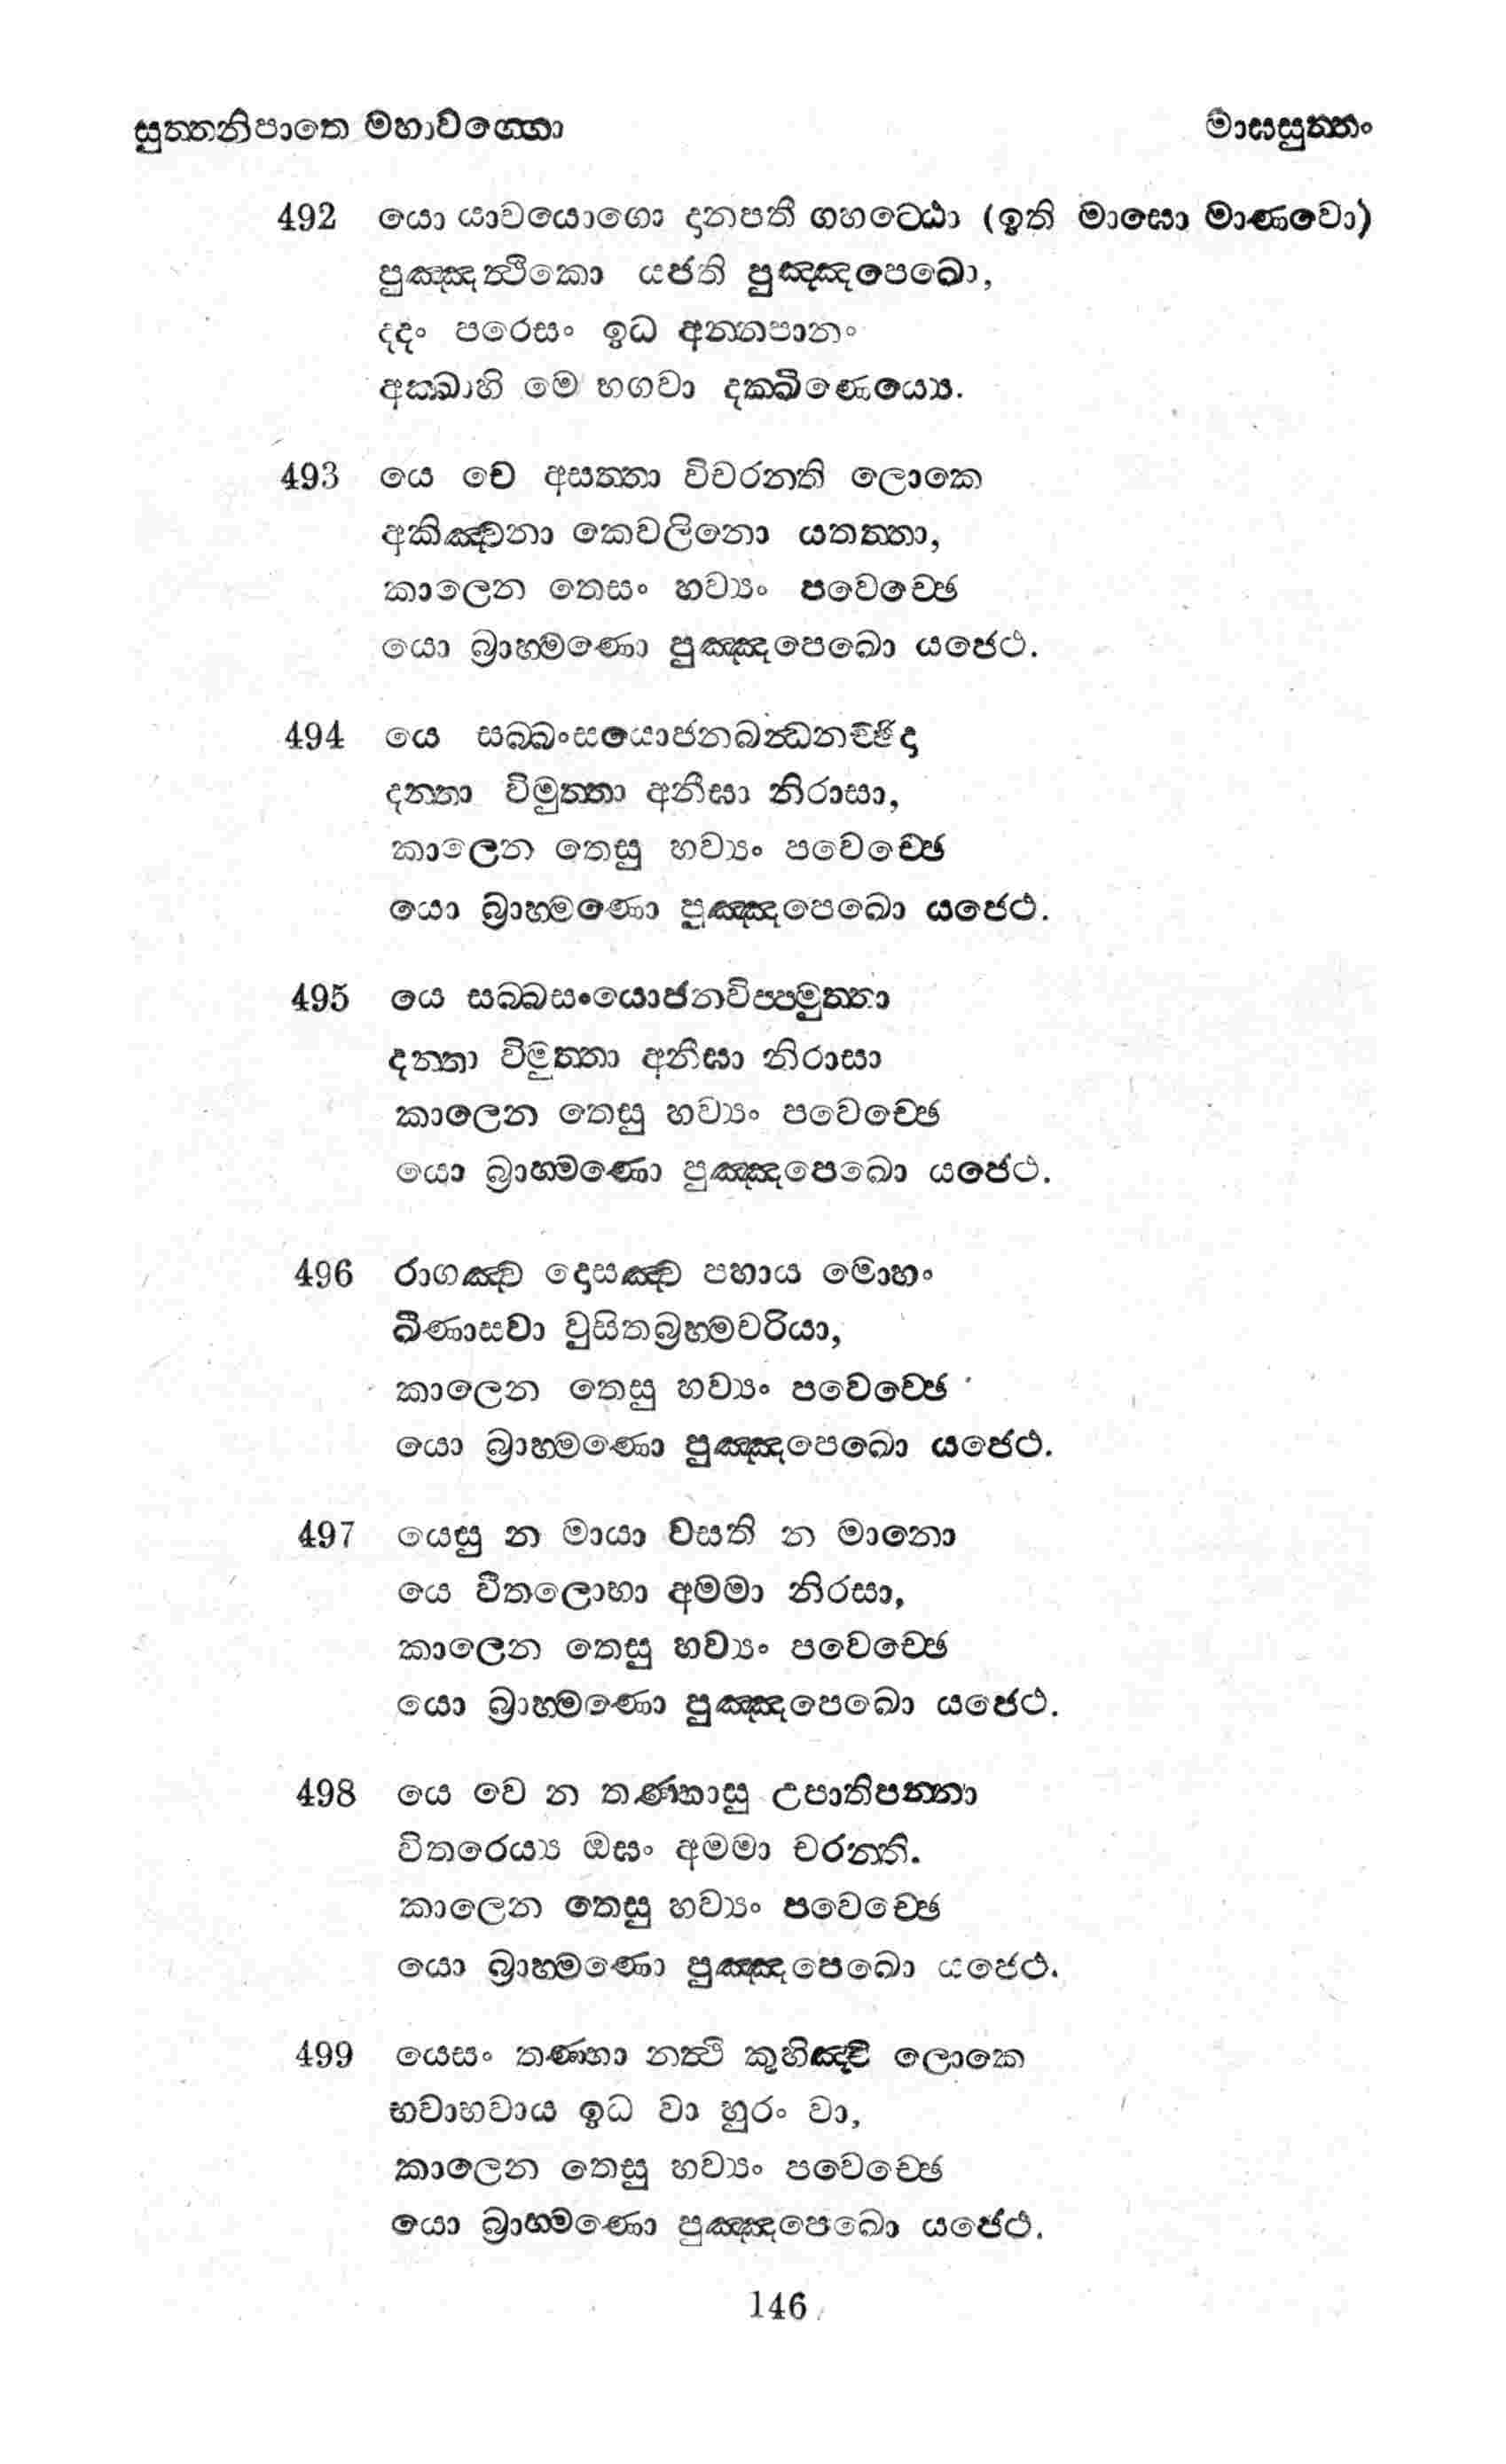 සුත්තනිපාතෙ මහාවග්ගො
මාඝසුත්තං
492 යො යාචයොගො දානපතී ගහට්ඨො (ඉති මාඝො මාණවො)
පුඤ්ඤත්ථිකො යජති පුඤ්ඤපෙඛො,
දදං පරෙසං ඉධ අන්නපානං
අක්ඛාහි මෙ භගවා දක්ඛිණෙය්‍යෙ.
493 යෙ වෙ අසත්තා විචරන්ති ලොකෙ
අකිඤ්චනා කෙවලිනො යතත්තා,
කාලෙන තෙසං හව්‍යං පවෙච්ඡෙ
යො බ්‍රාහ්මණො පුඤ්ඤපෙඛො යජෙථ.
494 යෙ සබ්බංසයොජනබන්ධනච්ඡිදා
දන්තා විමුත්තා අනීඝා නිරාසා,
කාලෙන තෙසු හව්‍යං පවෙච්ඡෙ
යො බ්‍රාහ්මණො පුඤ්ඤපෙඛො යජෙථ.
495 යෙ සබ්බසංයොජනවිප්පමුත්තා
දන්තා විමුත්තා අනීඝා නිරාසා
කාලෙන තෙසු හව්‍යං පවෙච්ඡෙ
යො බ්‍රාහ්මණො පුඤ්ඤපෙඛො යජෙථ.
496 රාගඤ්ච දොසඤ්ච පහාය මොහං
ඛීණාසවා වුසිතබ්‍රහ්මචරියා,
කාලෙන තෙසු හව්‍යං පවෙච්ඡෙ
යො බ්‍රාහ්මණො පුඤ්ඤපෙඛො යජෙථ.
497 යෙසු න මායා වසති න මානො
යෙ වීතලොභා අමමා නිරසා,
කාලෙන තෙසු හව්‍යං පවෙච්ඡෙ
යො බ්‍රාහ්මණො පුඤ්ඤපෙඛො යජෙථ.
498 යෙ වෙ න තණ්හාසු උපාතිපන්නා
විතරෙය්‍ය ඔඝං අමමා චරන්ති.
කාලෙන තෙසු හව්‍යං පවෙච්ඡෙ
යො බ්‍රාහ්මණො පුඤ්ඤපෙඛො යජෙථ.
499 යෙසං තණ්හා නත්ථි කුහිඤ්චි ලොකෙ
භවාභවාය ඉධ වා හුරං වා,
කාලෙන තෙසු හව්‍යං පවෙච්ඡෙ
යො බ්‍රාහ්මණො පුඤ්ඤපෙඛො යජෙථ.
146